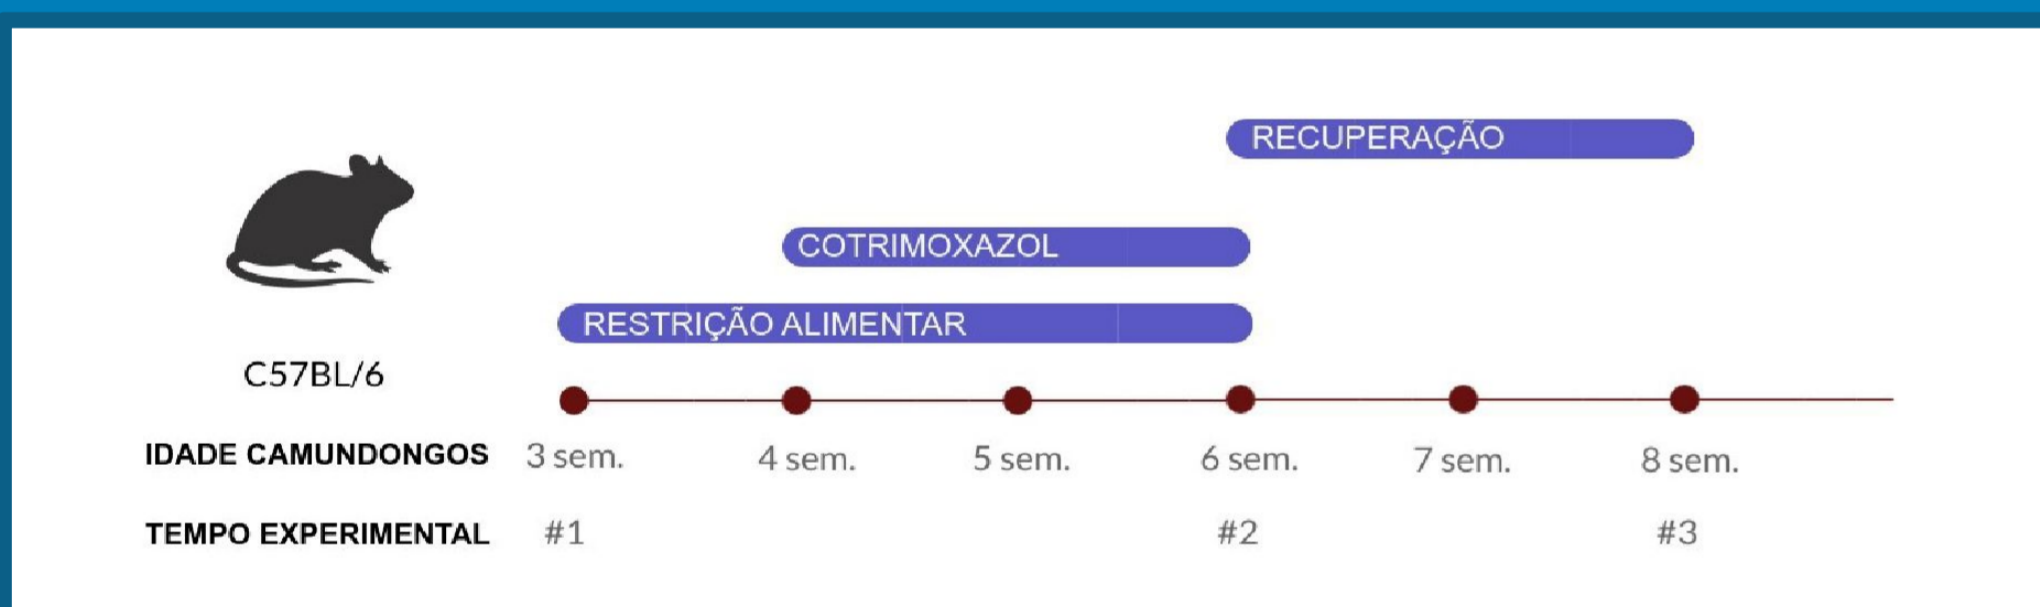 RECUPERAÇÃO
COTRIMOXAZOL
RESTRIÇÃO ALIMENTAR
C57BL/6
IDADE CAMUNDONGOS 3 sem. 4 sem. 5 sem. 6 sem. 7 sem. 8 sem.
TEMPO EXPERIMENTAL #1 #2 #3